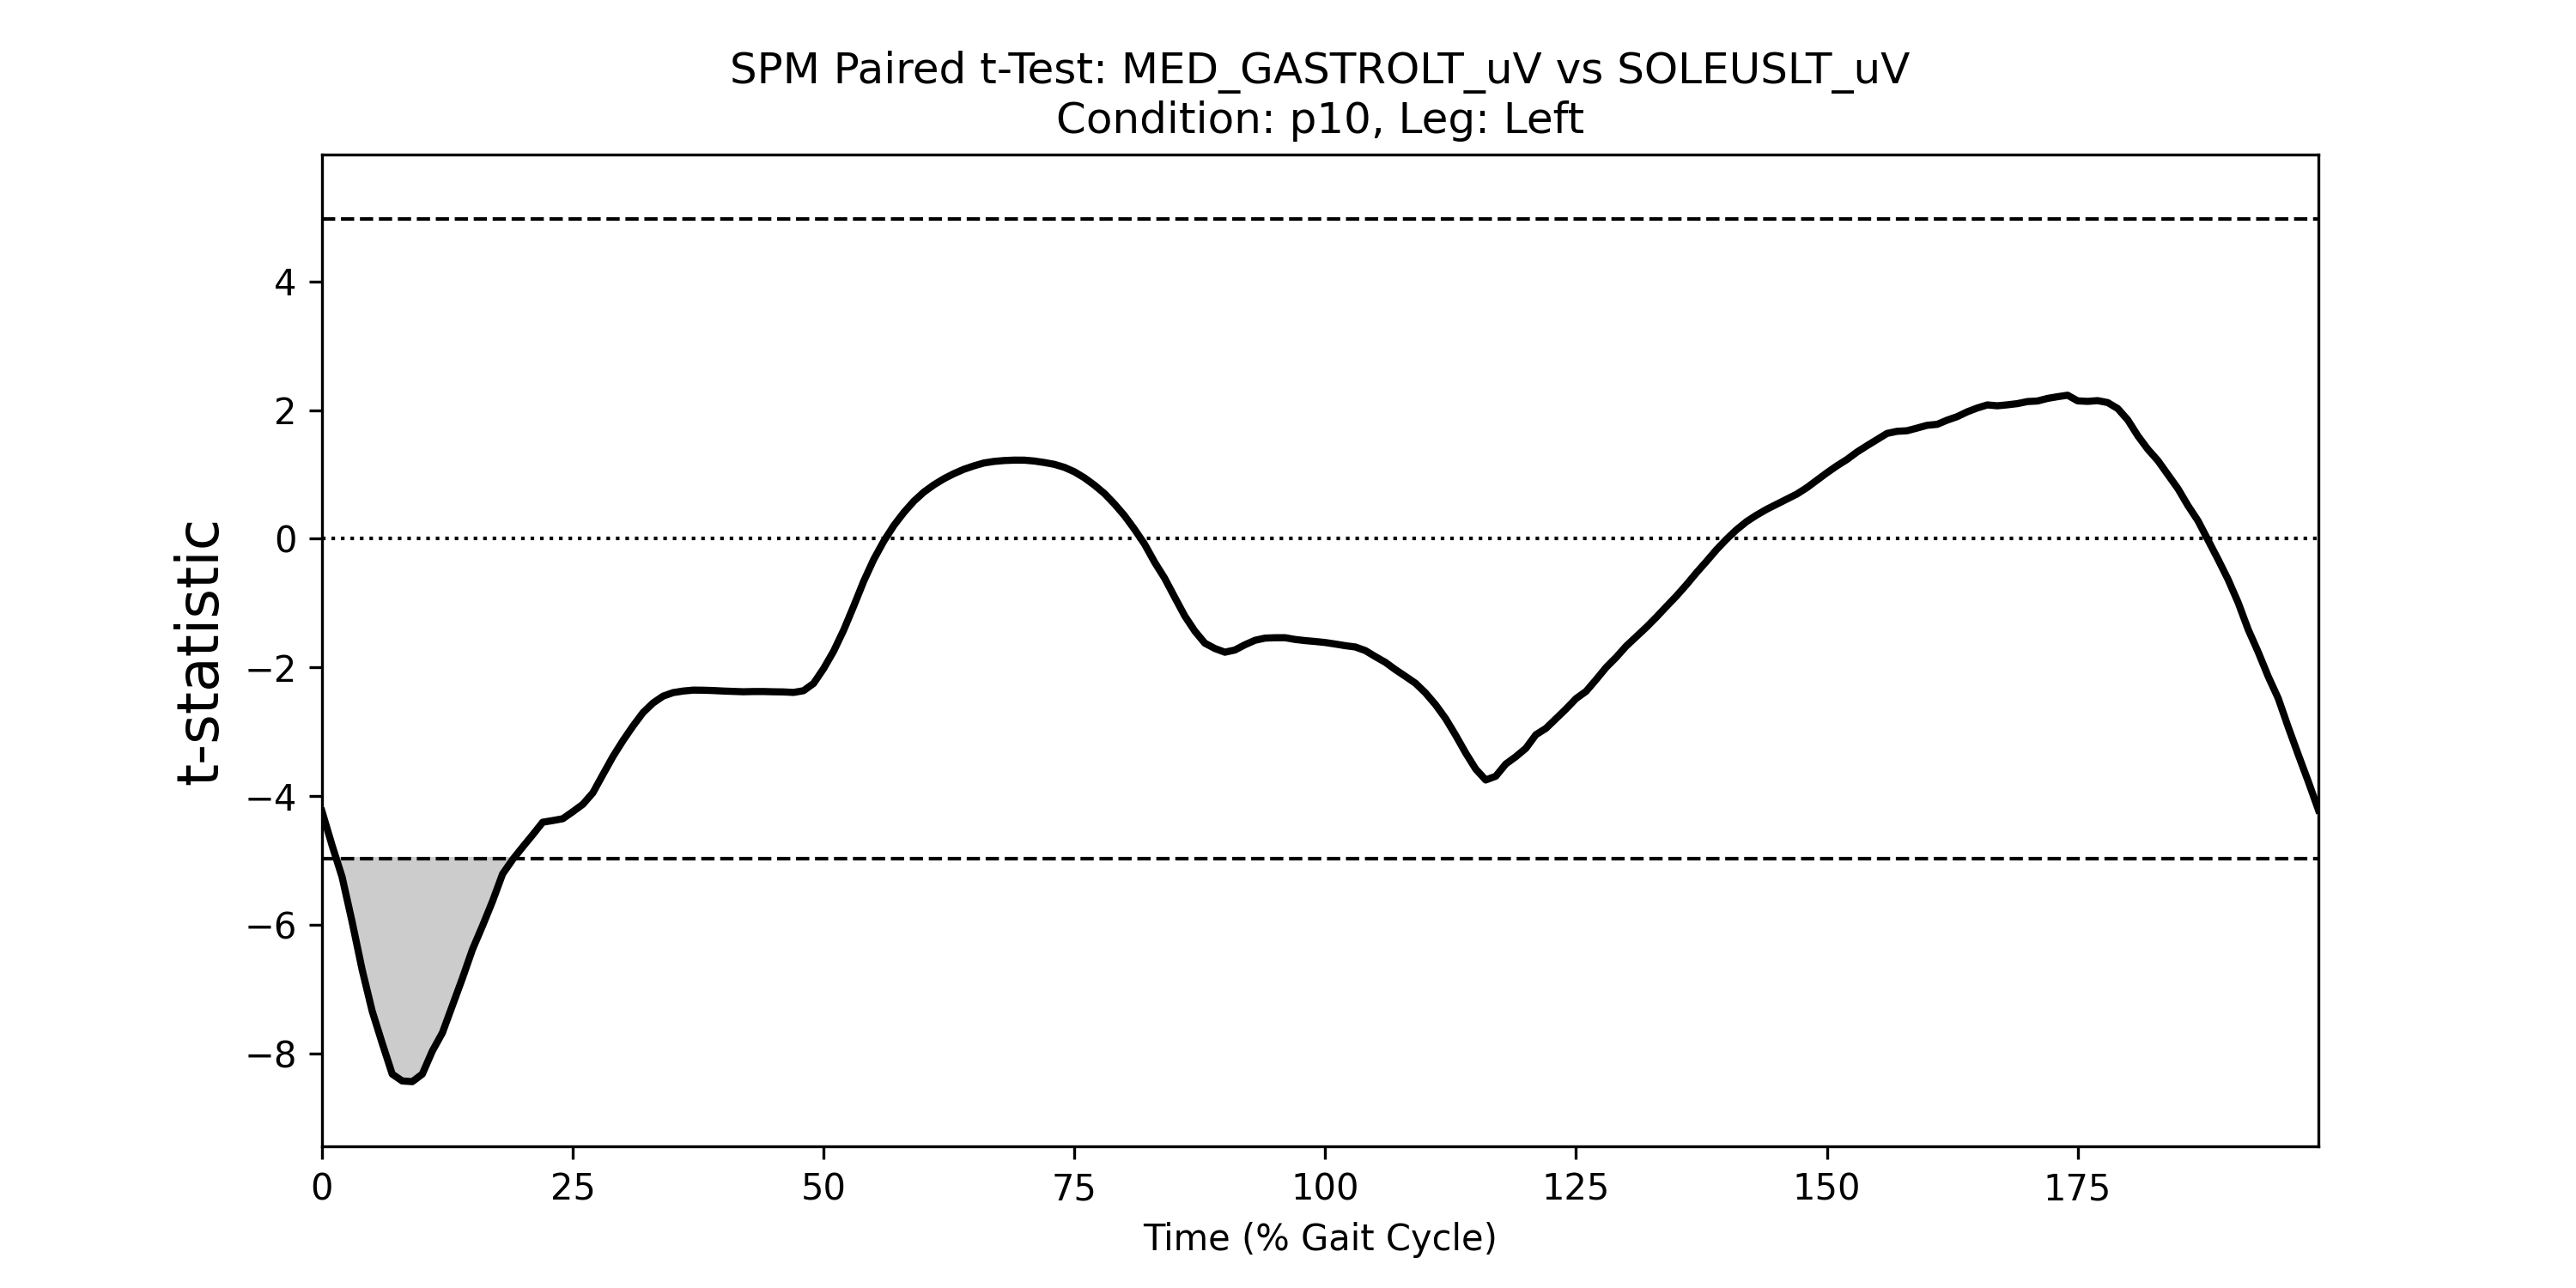 SPM Paired t-Test: MED_GASTROLT_uV vs SOLEUSLT_uV
Condition: p10, Leg: Left
t-statistic
4
2
0
−2
−4
−6
−8
0 25 50 75 100 125 150 175
Time (% Gait Cycle)